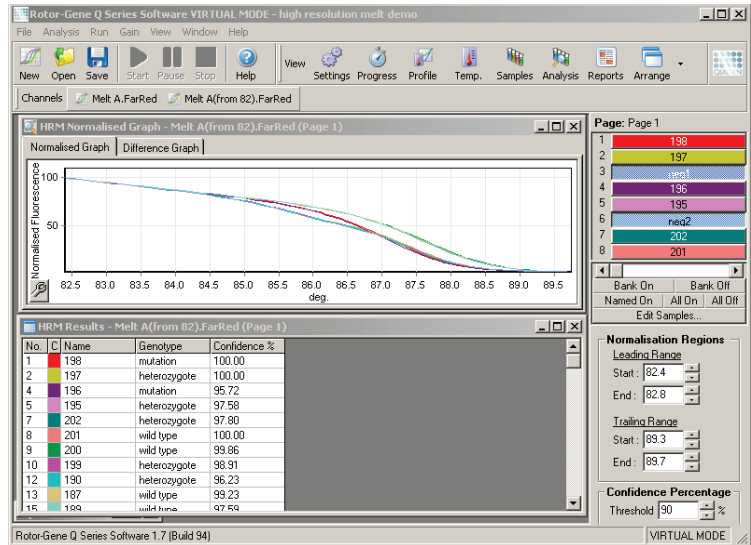 Rotor-Gene Q Series Software VIRTUAL MODE - high resolution melt demo
File Analysis Run Gain View Window Help
New Open Save Start Pause Stop Help View Settings Progress Profile Temp. Samples Analysis Reports Arrange
QIAGEN
Channels Melt A.FarRed Melt A(from 82).FarRed
HRM Normalised Graph - Melt A(from 82).FarRed (Page 1)
Normalised Graph Difference Graph
Normalised Fluorescence
100
50
82.5 83.0 83.5 84.0 84.5 85.0 85.5 86.0 86.5 87.0 87.5 88.0 88.5 89.0 89.5
deg.
HRM Results - Melt A(from 82).FarRed (Page 1)
No. C Name Genotype Confidence %
1 198 mutation 100.00
2 197 heterozygote 100.00
4 196 mutation 95.72
5 195 heterozygote 97.58
7 202 heterozygote 97.80
8 201 wild type 100.00
9 200 wild type 99.86
10 199 heterozygote 98.91
12 190 heterozygote 96.23
13 187 wild type 99.23
15 189 wild type 97.59
Page: Page 1
1 198
2 197
3 neg1
4 196
5 195
6 neg2
7 202
8 201
Bank On Bank Off
Named On All On All Off
Edit Samples...
Normalisation Regions
Leading Range
Start : 82.4
End : 82.8
Trailing Range
Start : 89.3
End : 89.7
Confidence Percentage
Threshold 90 %
Rotor-Gene Q Series Software 1.7 (Build 94) VIRTUAL MODE